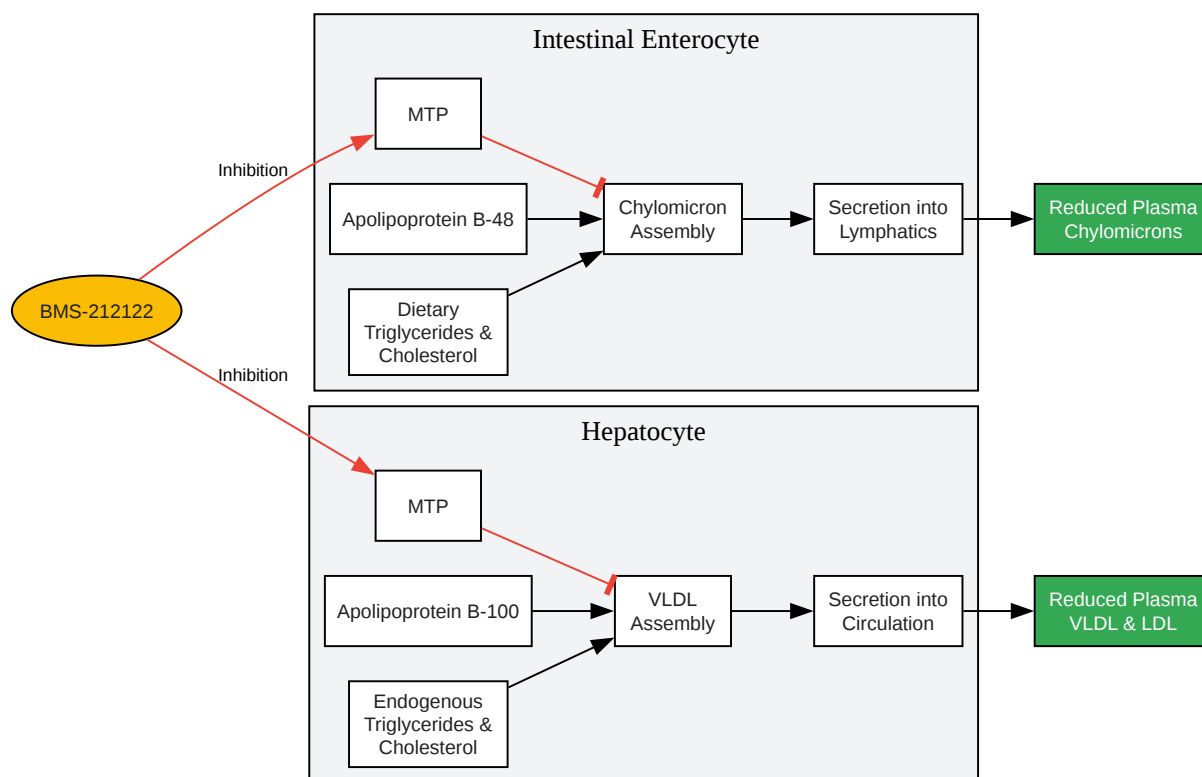 Intestinal Enterocyte
MTP
Inhibition
Apolipoprotein B-48
Chylomicron
Assembly
Secretion into
Lymphatics
Reduced Plasma
Chylomicrons
Dietary
Triglycerides &
Cholesterol
BMS-212122
Inhibition
Hepatocyte
MTP
Apolipoprotein B-100
VLDL
Assembly
Secretion into
Circulation
Reduced Plasma
VLDL & LDL
Endogenous
Triglycerides &
Cholesterol